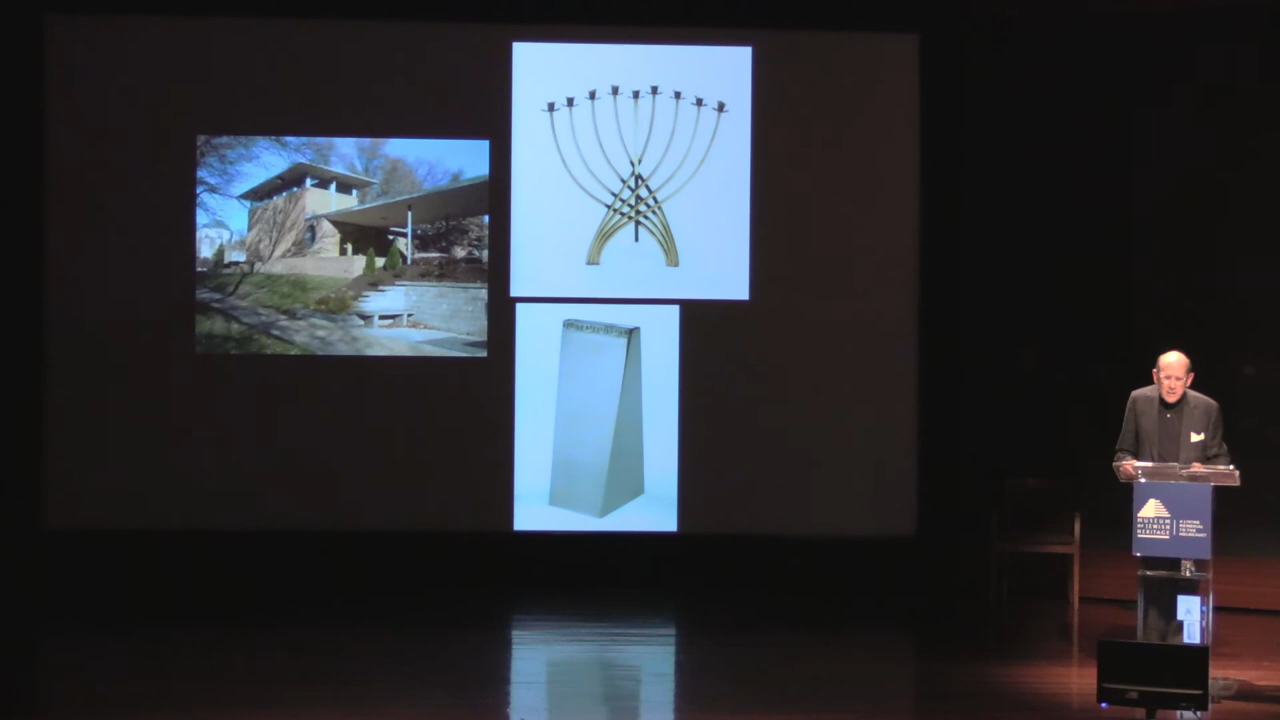 MUSEUM
OF JEWISH
HERITAGE
A LIVING
MEMORIAL
TO THE
HOLOCAUST